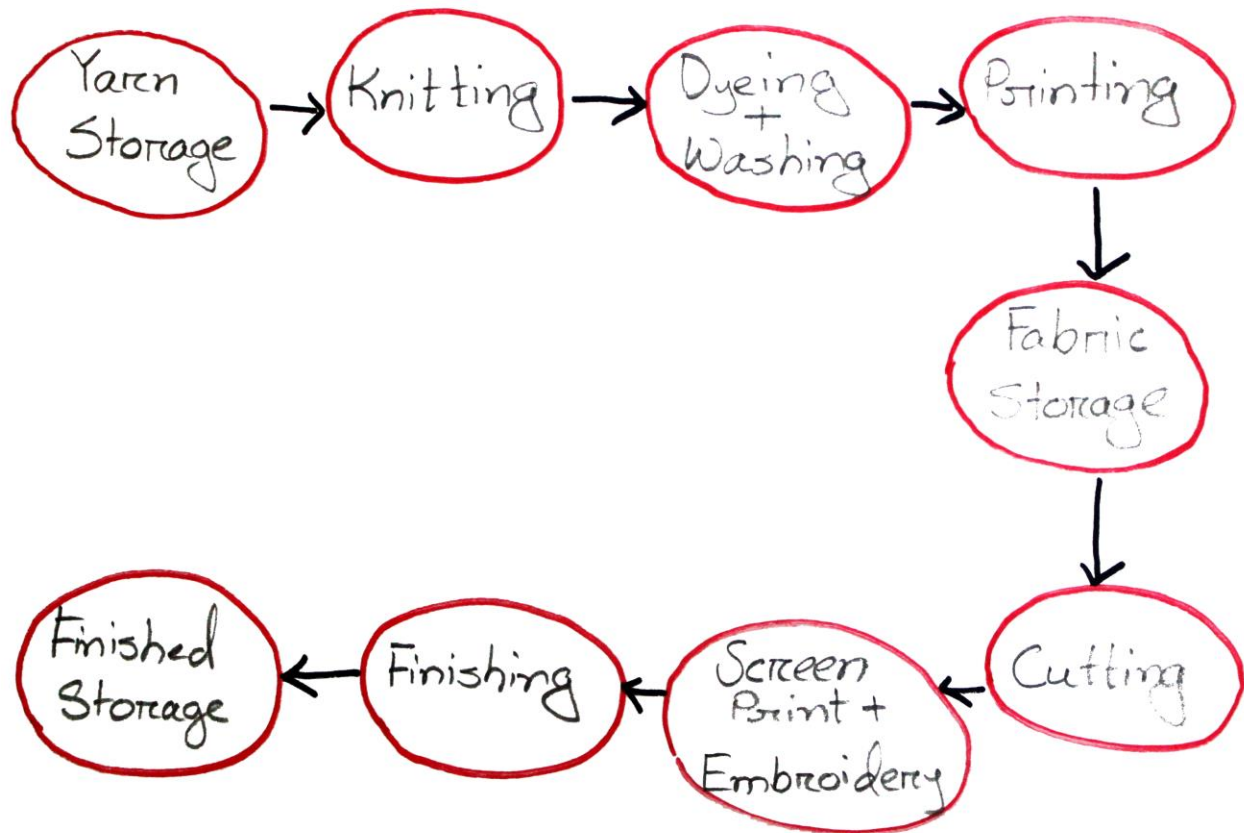 Yarn
Storage
Knitting
Dyeing
+
Washing
Printing
Fabric
Storage
Cutting
Screen
Print +
Embroidery
Finishing
Finished
Storage